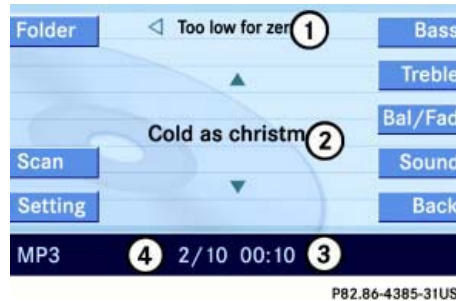 Folder
Too low for zer
1
Bass
Treble
Cold as christm
2
Bal/Fad
Scan
Sound
Setting
Back
MP3
4
2/10 00:10
3
P82.86-4385-31US